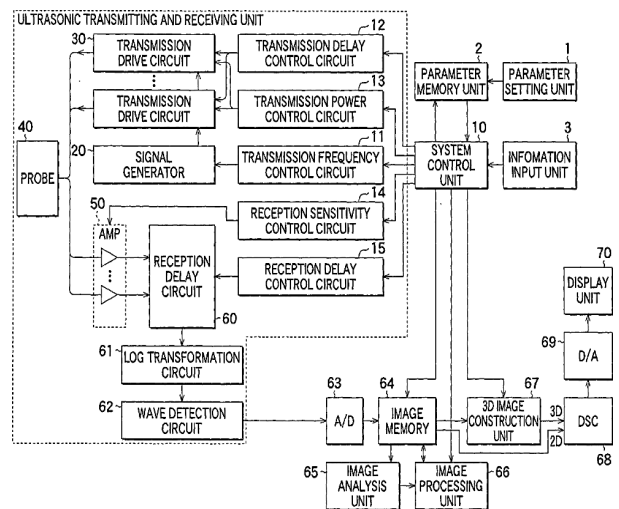 ULTRASONIC TRANSMITTING AND RECEIVING UNIT
30
TRANSMISSION
DRIVE CIRCUIT
TRANSMISSION
DRIVE CIRCUIT
12
TRANSMISSION DELAY
CONTROL CIRCUIT
13
TRANSMISSION POWER
CONTROL CIRCUIT
2
PARAMETER
MEMORY UNIT
1
PARAMETER
SETTING UNIT
40
PROBE
20
SIGNAL
GENERATOR
11
TRANSMISSION FREQUENCY
CONTROL CIRCUIT
10
SYSTEM
CONTROL
UNIT
3
INFOMATION
INPUT UNIT
14
RECEPTION SENSITIVITY
CONTROL CIRCUIT
50
AMP
RECEPTION
DELAY
CIRCUIT
60
15
RECEPTION DELAY
CONTROL CIRCUIT
70
DISPLAY
UNIT
61
LOG TRANSFORMATION
CIRCUIT
69
D/A
62
WAVE DETECTION
CIRCUIT
63
A/D
64
IMAGE
MEMORY
67
3D IMAGE
CONSTRUCTION
UNIT
3D
2D
DSC
68
65
IMAGE
ANALYSIS
UNIT
IMAGE
PROCESSING
UNIT
66